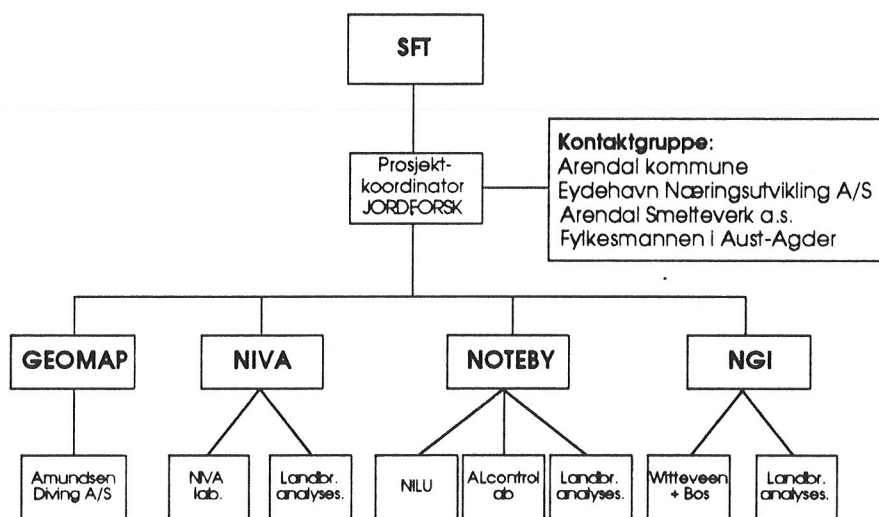 SFT
Prosjekt-
koordinator
JORDFORSK
Kontaktgruppe:
Arendal kommune
Eydehavn Næringsutvikling A/S
Arendal Smelteverk a.s.
Fylkesmannen i Aust-Agder
GEOMAP
NIVA
NOTEBY
NGI
Amundsen
Diving A/S
NIVA
lab.
Landbr.
analyses.
NILU
ALcontrol
ab
Landbr.
analyses.
Witteveen
+ Bos
Landbr.
analyses.